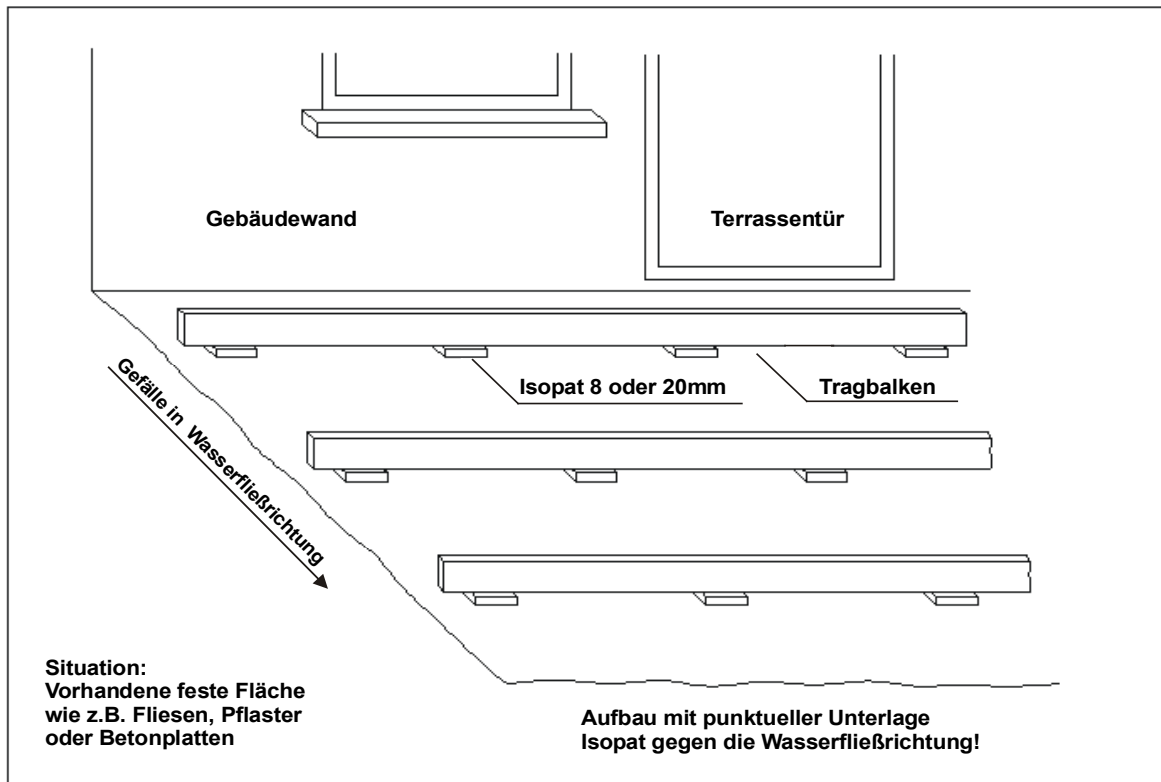 Gebäudewand
Terrassentür
Isopat 8 oder 20mm
Tragbalken
Gefälle in Wasserfließrichtung
Situation:
Vorhandene feste Fläche
wie z.B. Fliesen, Pflaster
oder Betonplatten
Aufbau mit punktueller Unterlage
Isopat gegen die Wasserfließrichtung!